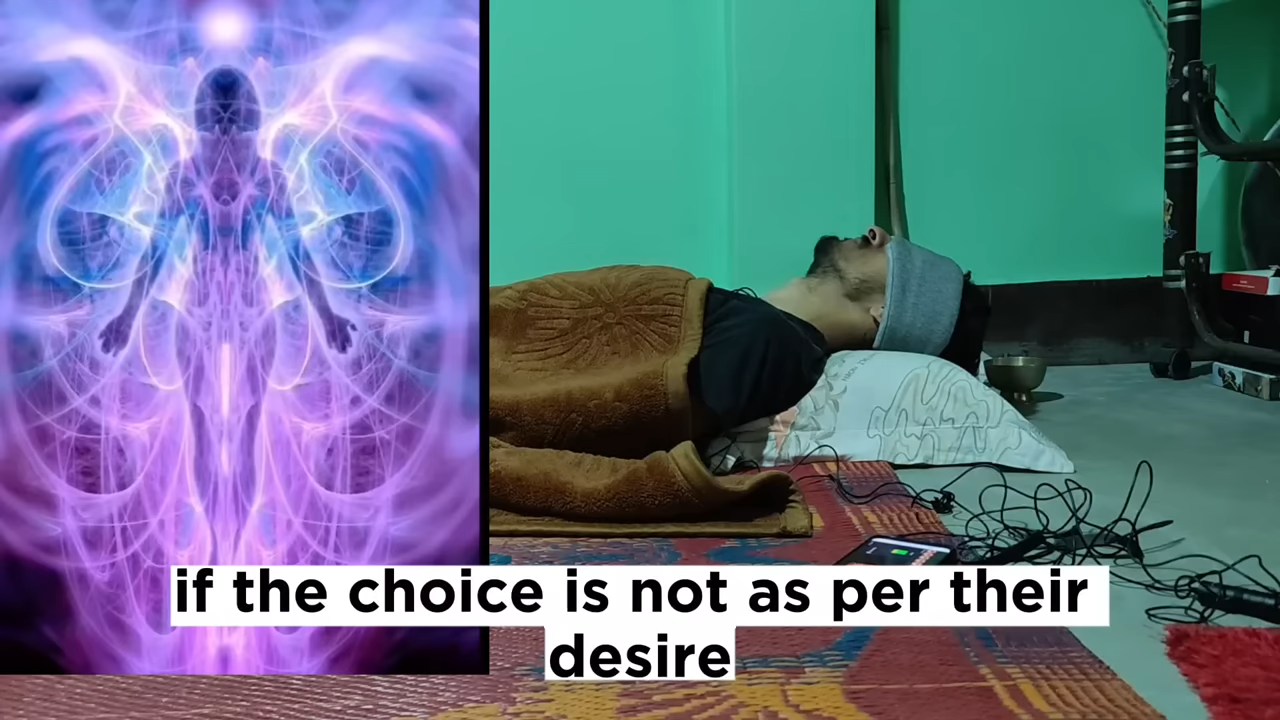 if the choice is not as per their
desire